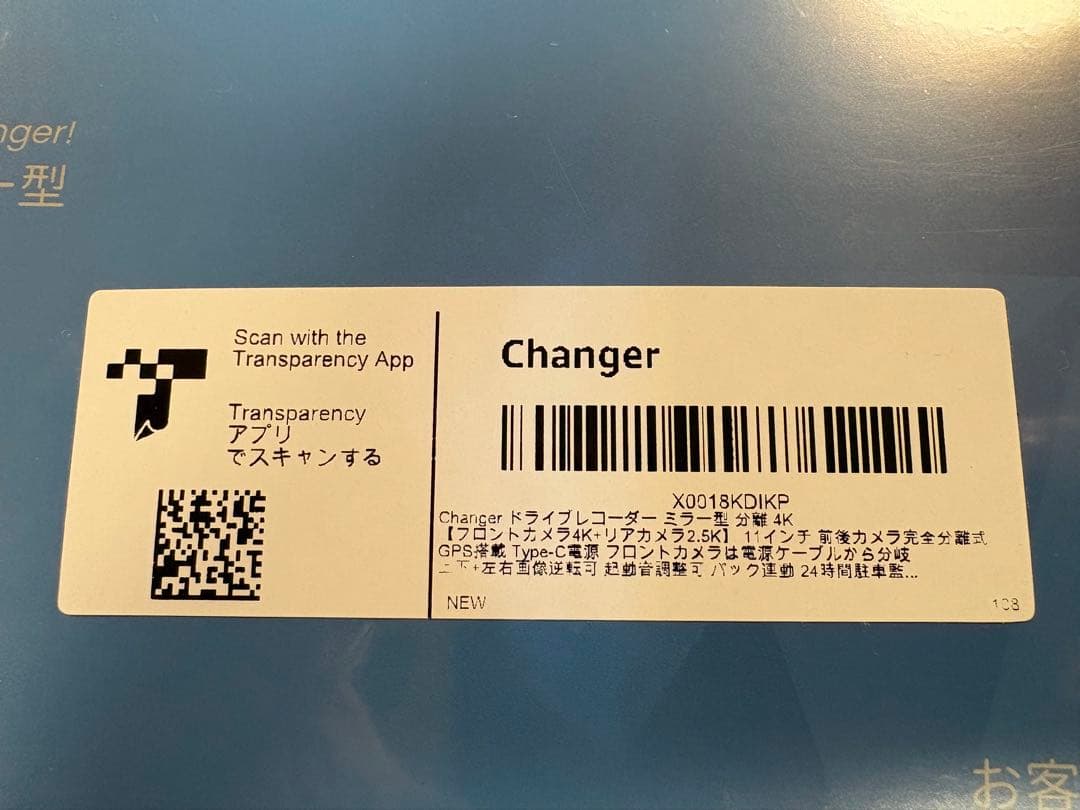 nger!
ー型
Scan with the
Transparency App
Transparency
アプリ
でスキャンする
Changer
X0018KDIKP
Changer ドライブレコーダー ミラー型 分離 4K
【フロントカメラ4K+リアカメラ2.5K】 11インチ 前後カメラ完全分離式
GPS搭載 Type-C電源 フロントカメラは電源ケーブルから分岐
上下+左右画像逆転可 起動音調整可 バック連動 24時間駐車監...
NEW
お客